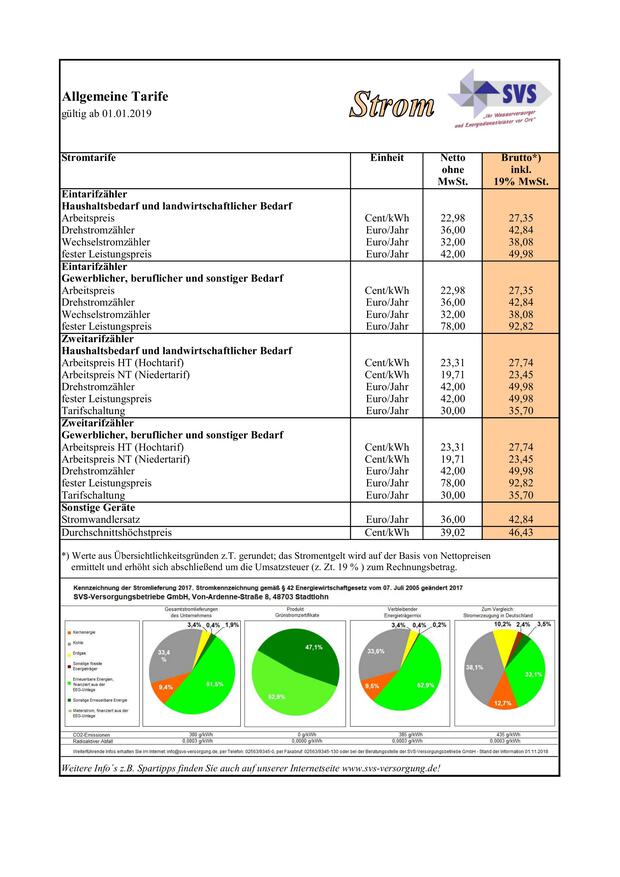 Allgemeine Tarife
gültig ab 01.01.2019
Strom
SVS
„Ihr Wasserversorger
und Energiedienstleister vor Ort“
Stromtarife Einheit Netto ohne MwSt. Brutto*) inkl. 19% MwSt.
Eintarifzähler
Haushaltsbedarf und landwirtschaftlicher Bedarf
Arbeitspreis Cent/kWh 22,98 27,35
Drehstromzähler Euro/Jahr 36,00 42,84
Wechselstromzähler Euro/Jahr 32,00 38,08
fester Leistungspreis Euro/Jahr 42,00 49,98
Eintarifzähler
Gewerblicher, beruflicher und sonstiger Bedarf
Arbeitspreis Cent/kWh 22,98 27,35
Drehstromzähler Euro/Jahr 36,00 42,84
Wechselstromzähler Euro/Jahr 32,00 38,08
fester Leistungspreis Euro/Jahr 78,00 92,82
Zweitarifzähler
Haushaltsbedarf und landwirtschaftlicher Bedarf
Arbeitspreis HT (Hochtarif) Cent/kWh 23,31 27,74
Arbeitspreis NT (Niedertarif) Cent/kWh 19,71 23,45
Drehstromzähler Euro/Jahr 42,00 49,98
fester Leistungspreis Euro/Jahr 42,00 49,98
Tarifschaltung Euro/Jahr 30,00 35,70
Zweitarifzähler
Gewerblicher, beruflicher und sonstiger Bedarf
Arbeitspreis HT (Hochtarif) Cent/kWh 23,31 27,74
Arbeitspreis NT (Niedertarif) Cent/kWh 19,71 23,45
Drehstromzähler Euro/Jahr 42,00 49,98
fester Leistungspreis Euro/Jahr 78,00 92,82
Tarifschaltung Euro/Jahr 30,00 35,70
Sonstige Geräte
Stromwandlersatz Euro/Jahr 36,00 42,84
Durchschnittshöchstpreis Cent/kWh 39,02 46,43
*) Werte aus Übersichtlichkeitsgründen z.T. gerundet; das Stromentgelt wird auf der Basis von Nettopreisen
ermittelt und erhöht sich abschließend um die Umsatzsteuer (z. Zt. 19 % ) zum Rechnungsbetrag.
Kennzeichnung der Stromlieferung 2017. Stromkennzeichnung gemäß § 42 Energiewirtschaftgesetz vom 07. Juli 2005 geändert 2017
SVS-Versorgungsbetriebe GmbH, Von-Ardenne-Straße 8, 48703 Stadtlohn
Gesamtstromlieferungen
des Unternehmens
Produkt
Grünstromzertifikate
Verbleibender
Energieträgermix
Zum Vergleich:
Stromerzeugung in Deutschland
Kernenergie
Kohle
Erdgas
Sonstige fossile
Energieträger
Erneuerbare Energien,
finanziert aus der
EEG-Umlage
Sonstige Erneuerbare Energie
Mieterstrom, finanziert aus der
EEG-Umlage
3,4% 0,4% 1,9%
33,4
%
9,4%
51,5%
47,1%
52,9%
3,4% 0,4% 0,2%
33,6%
9,5%
52,9%
10,2% 2,4% 3,5%
38,1%
33,1%
12,7%
CO2-Emissionen 380 g/kWh 0 g/kWh 385 g/kWh 435 g/kWh
Radioaktiver Abfall 0,0003 g/kWh 0,0000 g/kWh 0,0003 g/kWh 0,0003 g/kWh
Weiterführende Infos erhalten Sie im Internet: info@svs-versorgung.de, per Telefon: 02563/9345-0, per Faxabruf 02563/9345-130 oder bei der Beratungsstelle der SVS-Versorgungsbetriebe GmbH - Stand der Information 01.11.2018
Weitere Info´s z.B. Spartipps finden Sie auch auf unserer Internetseite www.svs-versorgung.de!